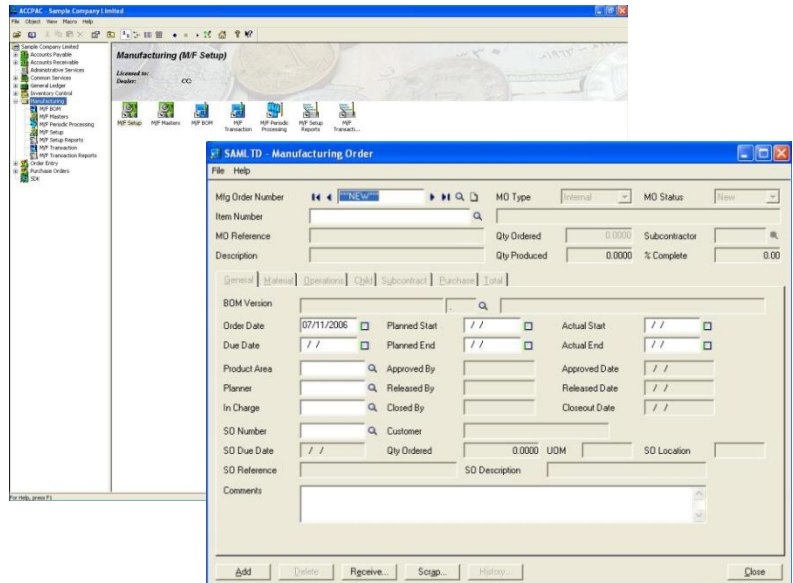 ACCPAC - Sample Company Limited
File Object View Macro Help
Sample Company Limited
Accounts Payable
Accounts Receivable
Administrative Services
Common Services
General Ledger
Inventory Control
Manufacturing
M/F BOM
M/F Masters
M/F Periodic Processing
M/F Setup
M/F Setup Reports
M/F Transaction
M/F Transaction Reports
Order Entry
Purchase Orders
SDK
Manufacturing (M/F Setup)
Licensed to:
Dealer:
M/F Setup M/F Masters M/F BOM M/F Transaction M/F Periodic Processing M/F Setup Reports M/F Transacti...
For Help, press F1
SAMLTD - Manufacturing Order
File Help
Mfg Order Number ***NEW*** MO Type Internal MO Status New
Item Number
MO Reference Qty Ordered 0.0000 Subcontractor
Description Qty Produced 0.0000 % Complete 0.00
General Material Operations Child Subcontract Purchase Total
BOM Version .
Order Date 07/11/2006 Planned Start / / Actual Start / /
Due Date / / Planned End / / Actual End / /
Product Area Approved By Approved Date / /
Planner Released By Released Date / /
In Charge Closed By Closeout Date / /
SO Number Customer
SO Due Date / / Qty Ordered 0.0000 UOM SO Location
SO Reference SO Description
Comments
Add Delete Receive... Scrap... History... Close